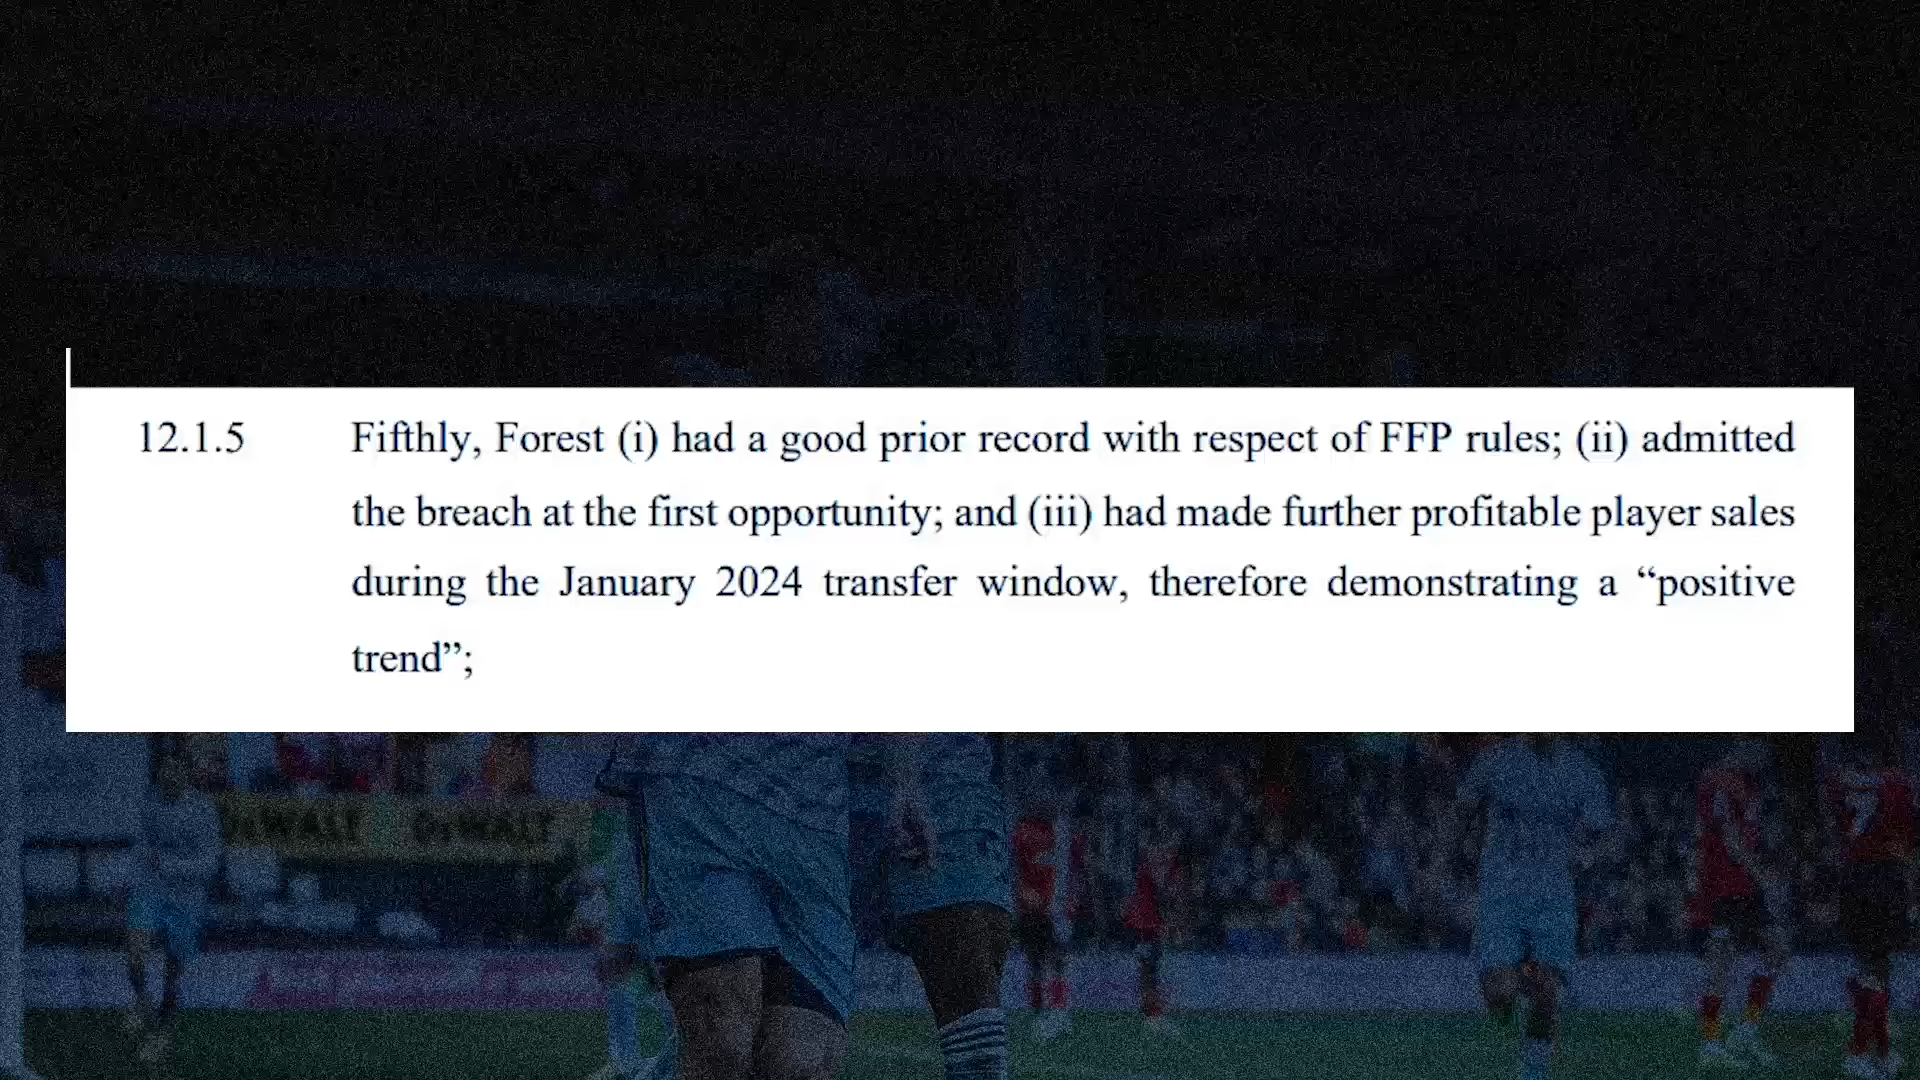 12.1.5 Fifthly, Forest (i) had a good prior record with respect of FFP rules; (ii) admitted
the breach at the first opportunity; and (iii) had made further profitable player sales
during the January 2024 transfer window, therefore demonstrating a “positive
trend”;
DEWALT DEWALT